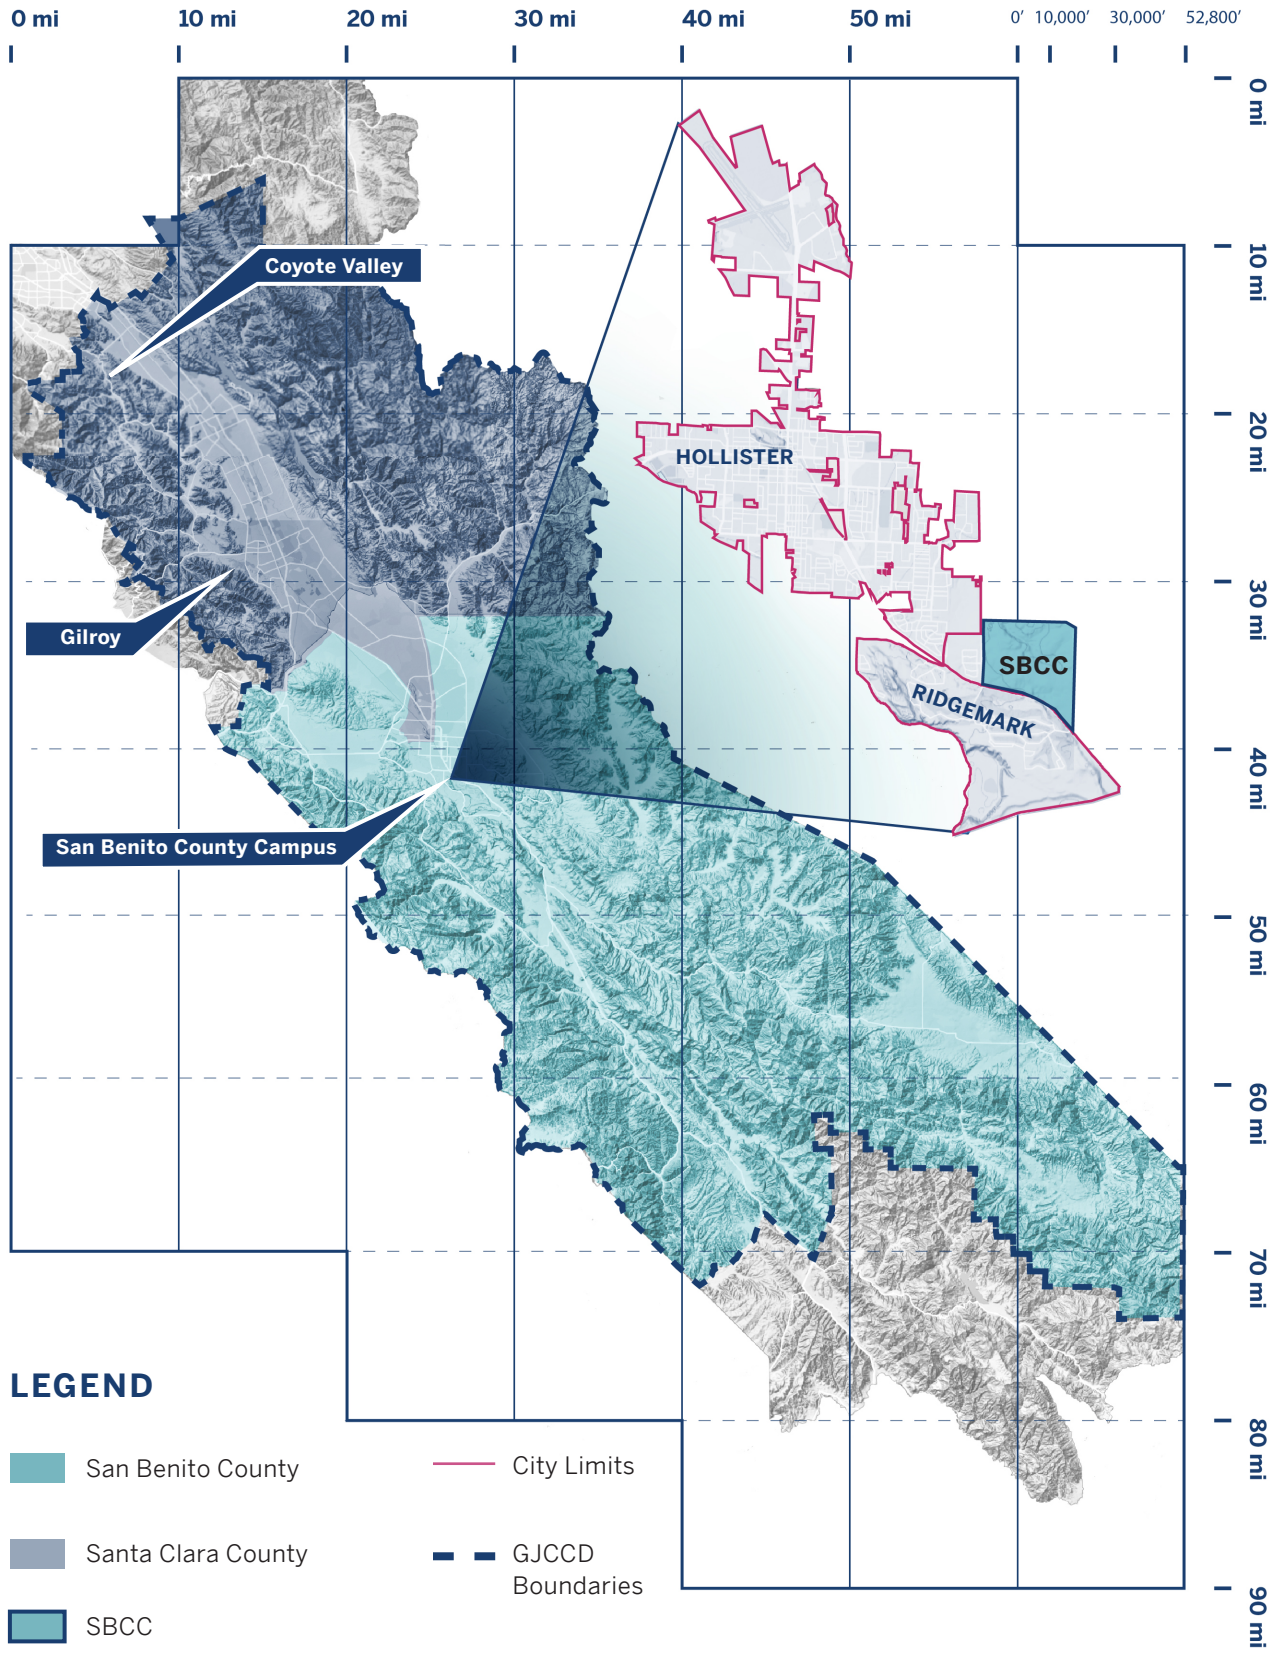 0 mi 10 mi 20 mi 30 mi 40 mi 50 mi 0’ 10,000’ 30,000’ 52,800’
0 mi
10 mi
Coyote Valley
20 mi
HOLLISTER
30 mi
Gilroy
SBCC
RIDGEMARK
40 mi
San Benito County Campus
50 mi
60 mi
70 mi
LEGEND
80 mi
San Benito County
City Limits
Santa Clara County
GJCCD
Boundaries
90 mi
SBCC